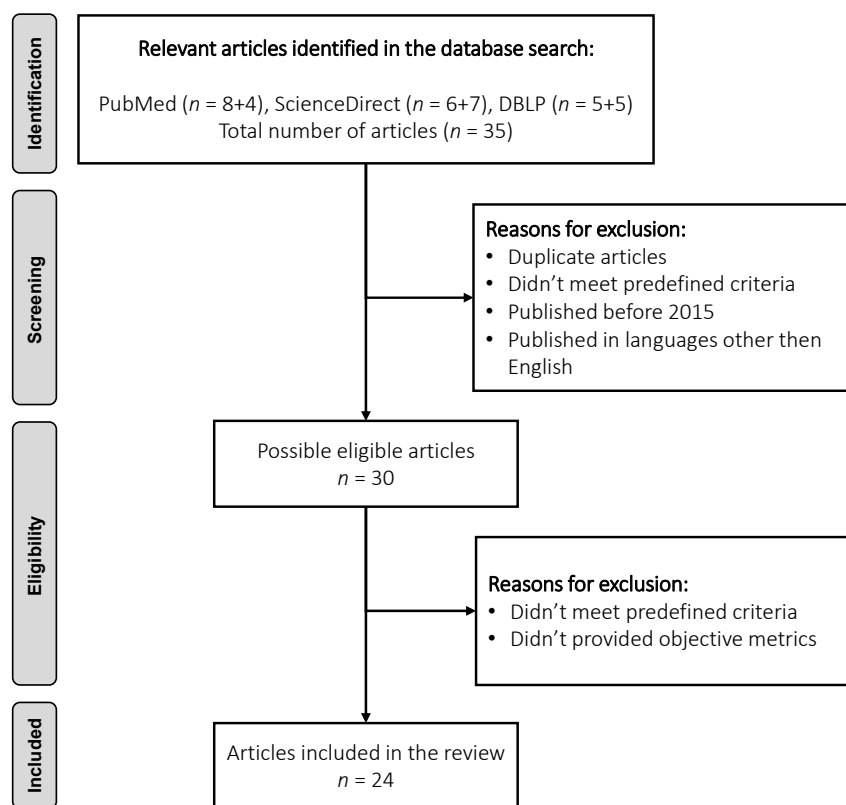 Identification
Relevant articles identified in the database search:
PubMed (n = 8+4), ScienceDirect (n = 6+7), DBLP (n = 5+5)
Total number of articles (n = 35)
Screening
Reasons for exclusion:
• Duplicate articles
• Didn’t meet predefined criteria
• Published before 2015
• Published in languages other then
English
Eligibility
Possible eligible articles
n = 30
Reasons for exclusion:
• Didn’t meet predefined criteria
• Didn’t provided objective metrics
Included
Articles included in the review
n = 24